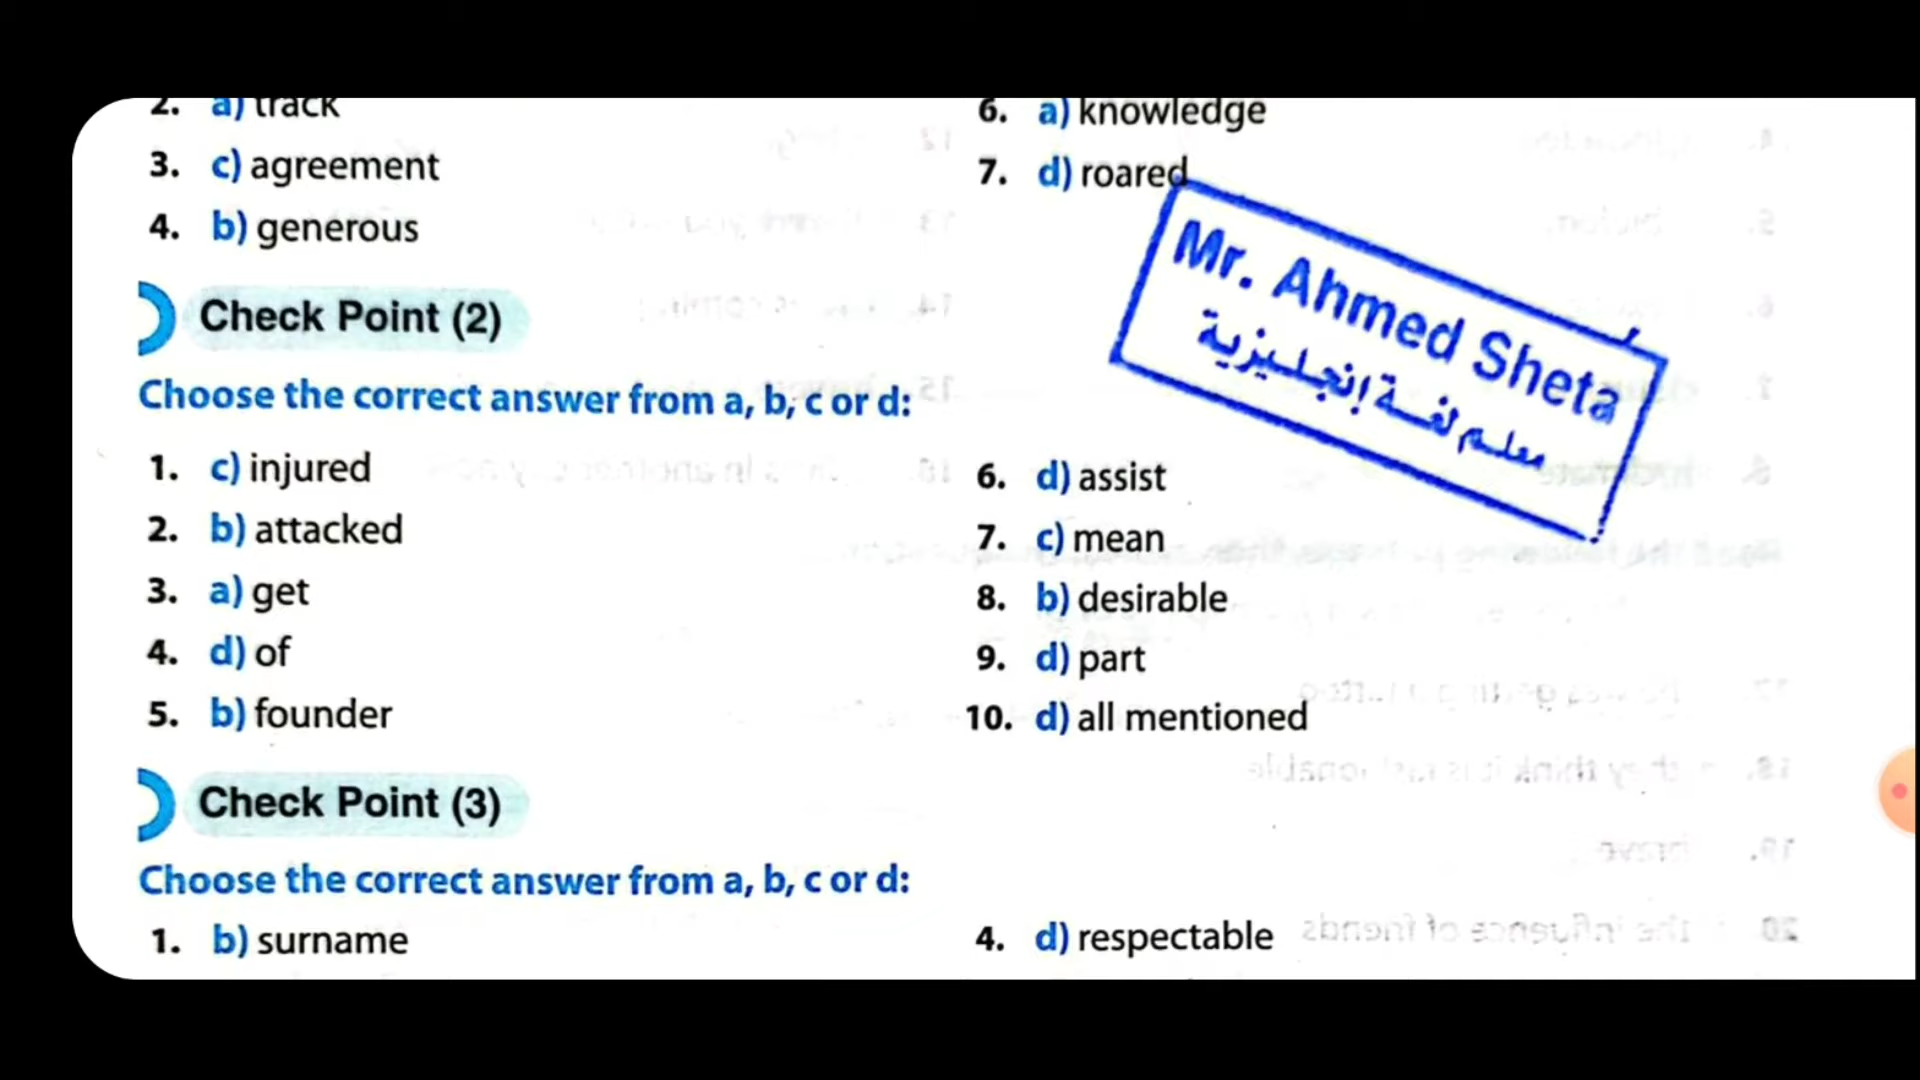 2. a) track
3. c) agreement
4. b) generous
6. a) knowledge
7. d) roared
Mr. Ahmed Sheta
معلم لغة إنجليزية
Check Point (2)
Choose the correct answer from a, b, c or d:
1. c) injured
2. b) attacked
3. a) get
4. d) of
5. b) founder
6. d) assist
7. c) mean
8. b) desirable
9. d) part
10. d) all mentioned
Check Point (3)
Choose the correct answer from a, b, c or d:
1. b) surname
4. d) respectable